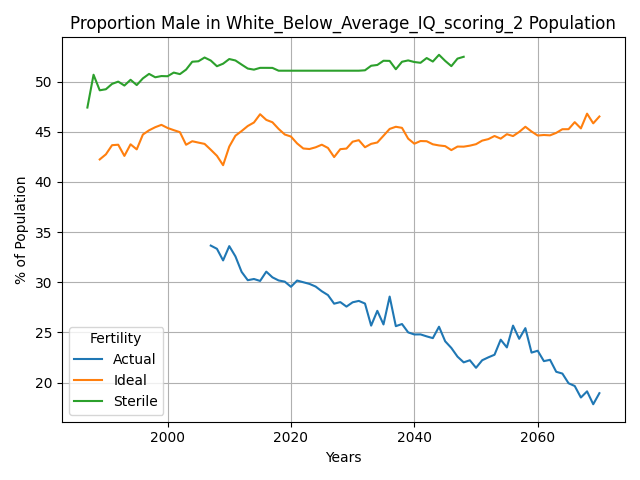 Proportion Male in White_Below_Average_IQ_scoring_2 Population
% of Population
50
45
40
35
30
25
20
Fertility
Actual
Ideal
Sterile
2000 2020 2040 2060
Years